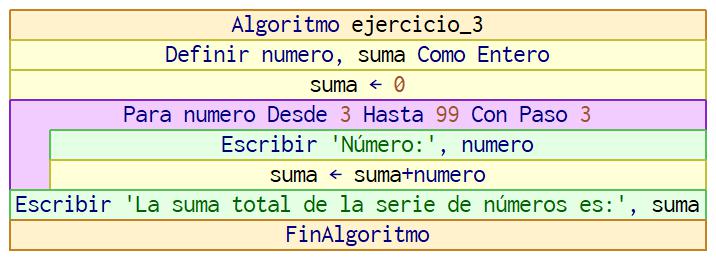 Algoritmo ejercicio_3
Definir numero, suma Como Entero
suma ← 0
Para numero Desde 3 Hasta 99 Con Paso 3
Escribir 'Número:', numero
suma ← suma+numero
Escribir 'La suma total de la serie de números es:', suma
FinAlgoritmo